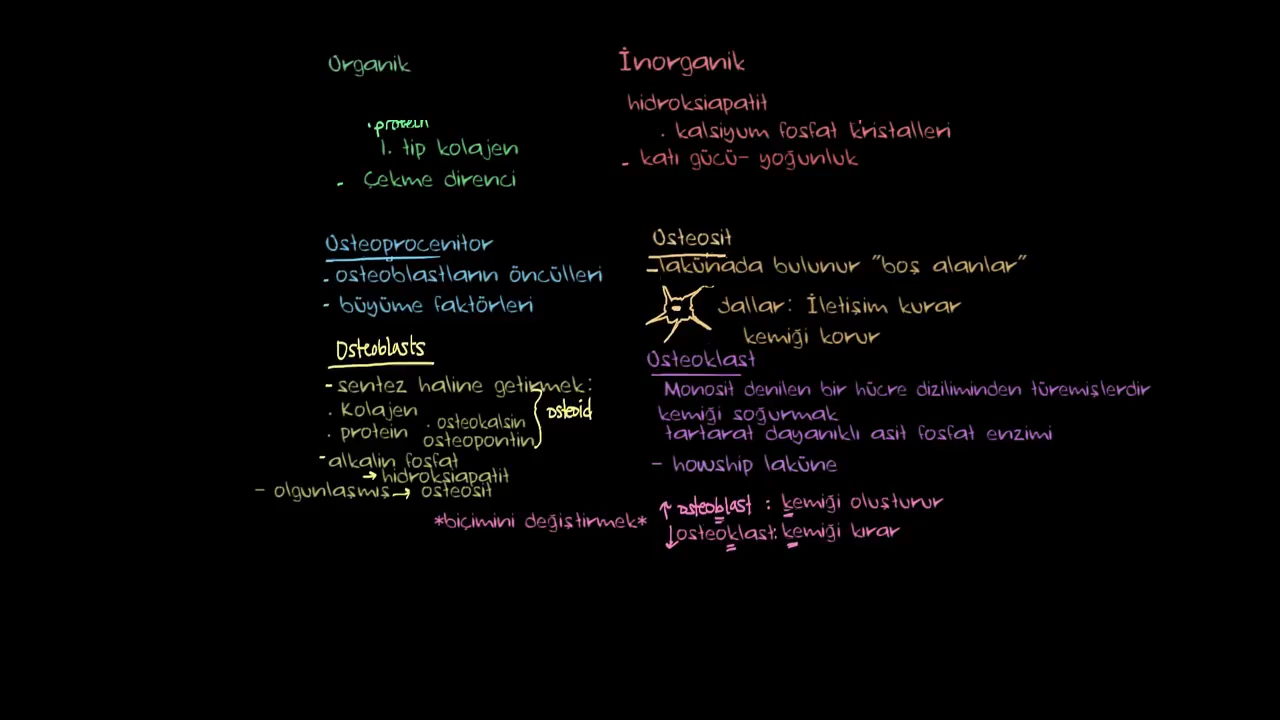 Organik
· protein
1. tip kolajen
- Çekme direnci
İnorganik
hidroksiapatit
. kalsiyum fosfat kristalleri
- katı gücü- yoğunluk
Osteoprocenitor
- osteoblastların öncülleri
- büyüme faktörleri
Osteosit
- lakünada bulunur "boş alanlar"
dallar: İletişim kurar
kemiği korur
Osteoblasts
- sentez haline getirmek:
. Kolajen
. protein . osteokalsin
osteopontin
osteoid
- alkalin fosfat
→ hidroksiapatit
- olgunlaşmış → osteosit
Osteoklast
Monosit denilen bir hücre diziliminden türemişlerdir
kemiği soğurmak
tartarat dayanıklı asit fosfat enzimi
- howship laküne
*biçimini değiştirmek*
↑ osteoblast : kemiği oluşturur
↓ osteoklast: kemiği kırar